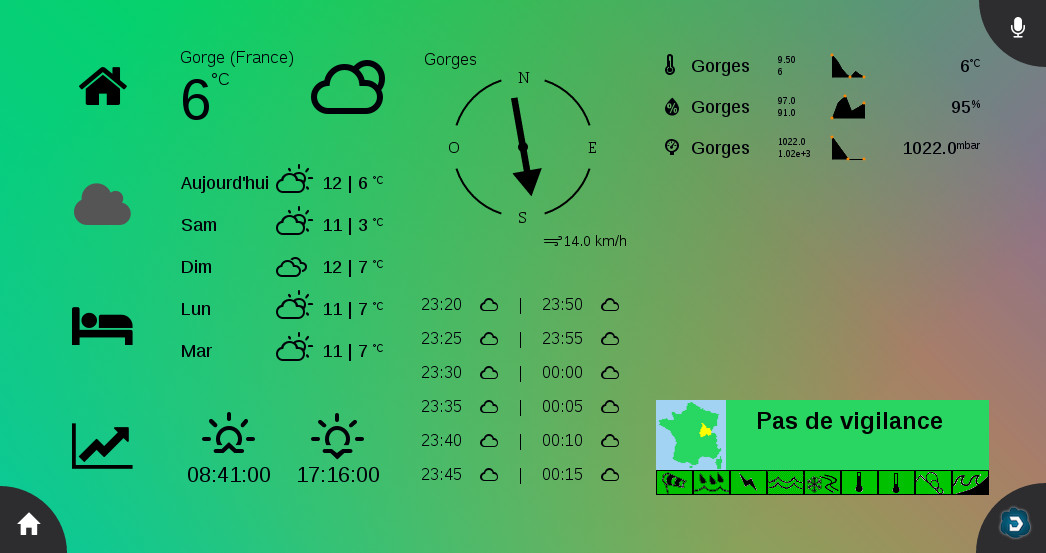 Gorge (France)
6 °C
Aujourd'hui 12 | 6 °C
Sam 11 | 3 °C
Dim 12 | 7 °C
Lun 11 | 7 °C
Mar 11 | 7 °C
08:41:00 17:16:00
Gorges
N
O E
S
14.0 km/h
23:20 | 23:50
23:25 | 23:55
23:30 | 00:00
23:35 | 00:05
23:40 | 00:10
23:45 | 00:15
Gorges 9.50 6 6°C
Gorges 97.0 91.0 95%
Gorges 1022.0 1.02e+3 1022.0mbar
Pas de vigilance